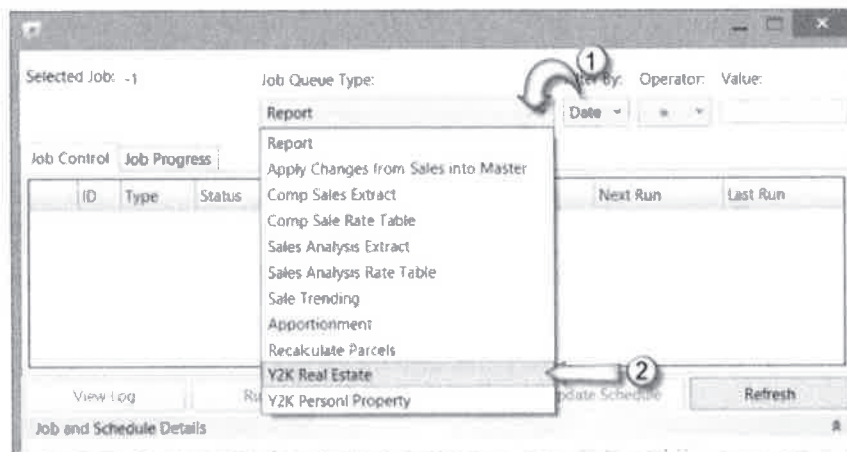 Selected Job: -1 Job Queue Type: By: Operator: Value:
1
Report Date =
Job Control Job Progress
Report
Apply Changes from Sales into Master
ID Type Status Comp Sales Extract Next Run Last Run
Comp Sale Rate Table
Sales Analysis Extract
Sales Analysis Rate Table
Sale Trending
Apportionment
Recalculate Parcels
Y2K Real Estate
2
View Log Schedule Refresh
Y2K Personl Property
Job and Schedule Details